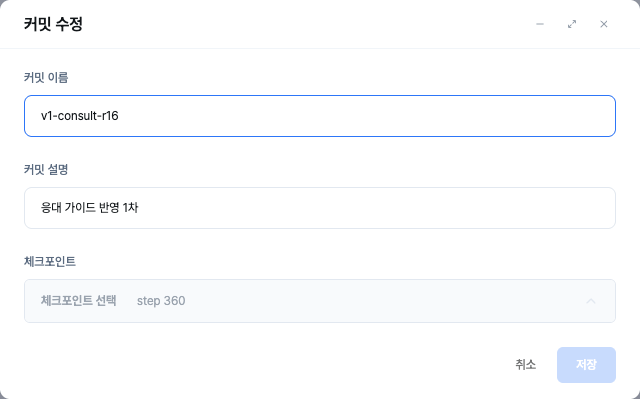 커밋 수정
커밋 이름
v1-consult-r16
커밋 설명
응대 가이드 반영 1차
체크포인트
체크포인트 선택 step 360
취소 저장